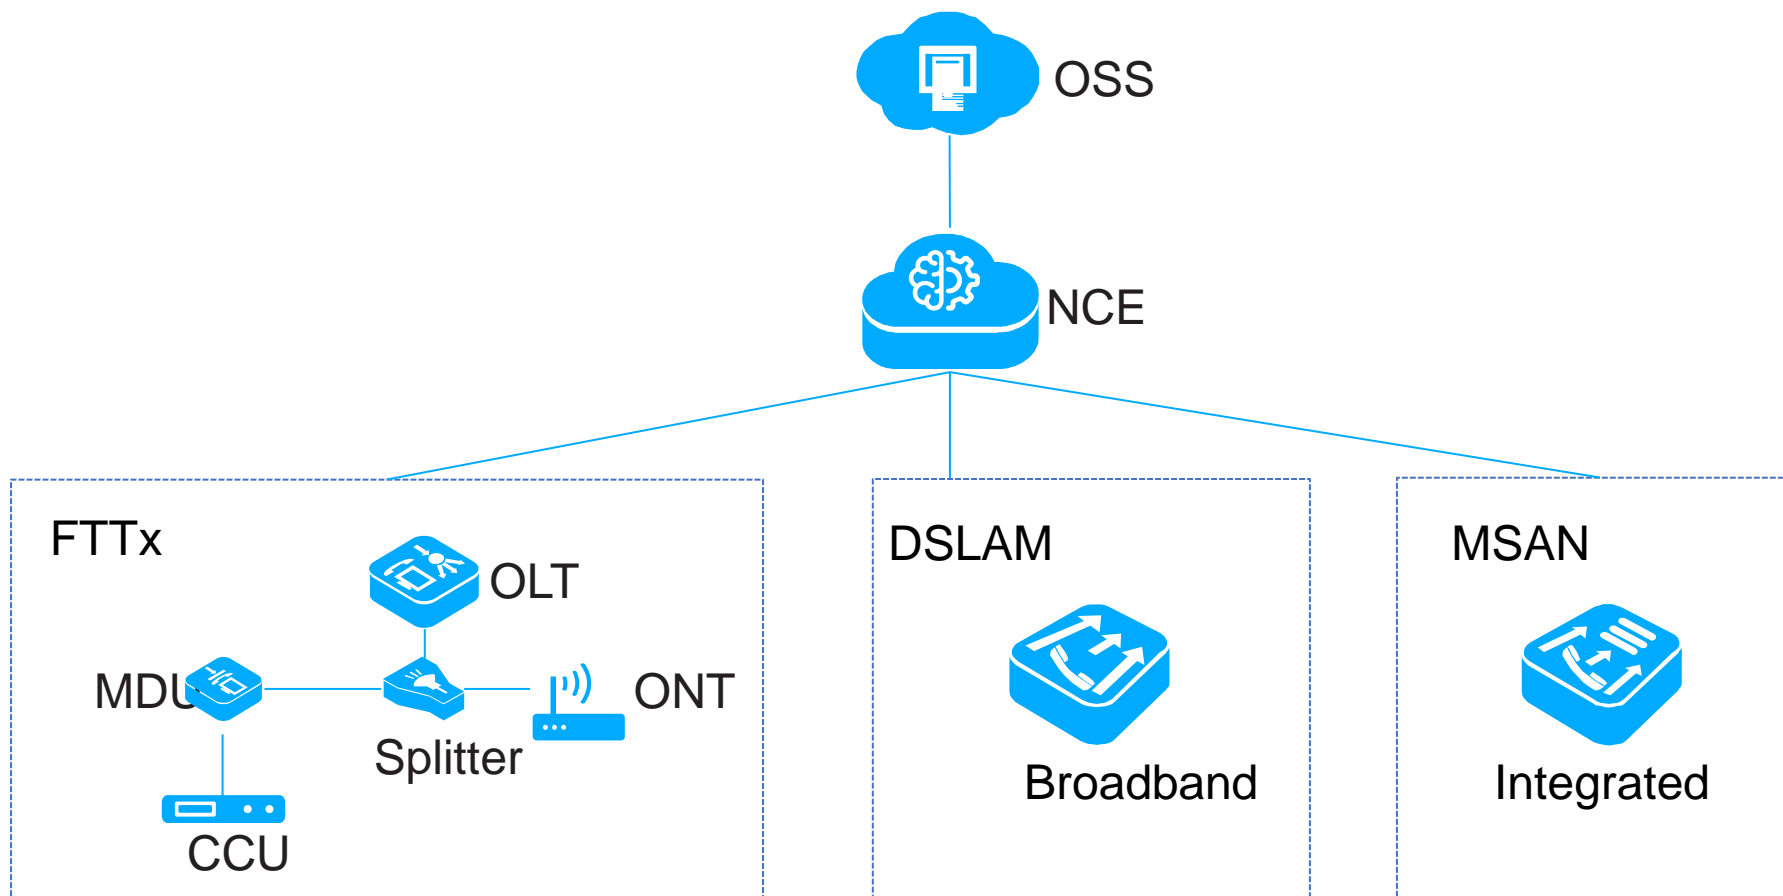 OSS
NCE
FTTx
OLT
MDU
ONT
Splitter
CCU
DSLAM
Broadband
MSAN
Integrated